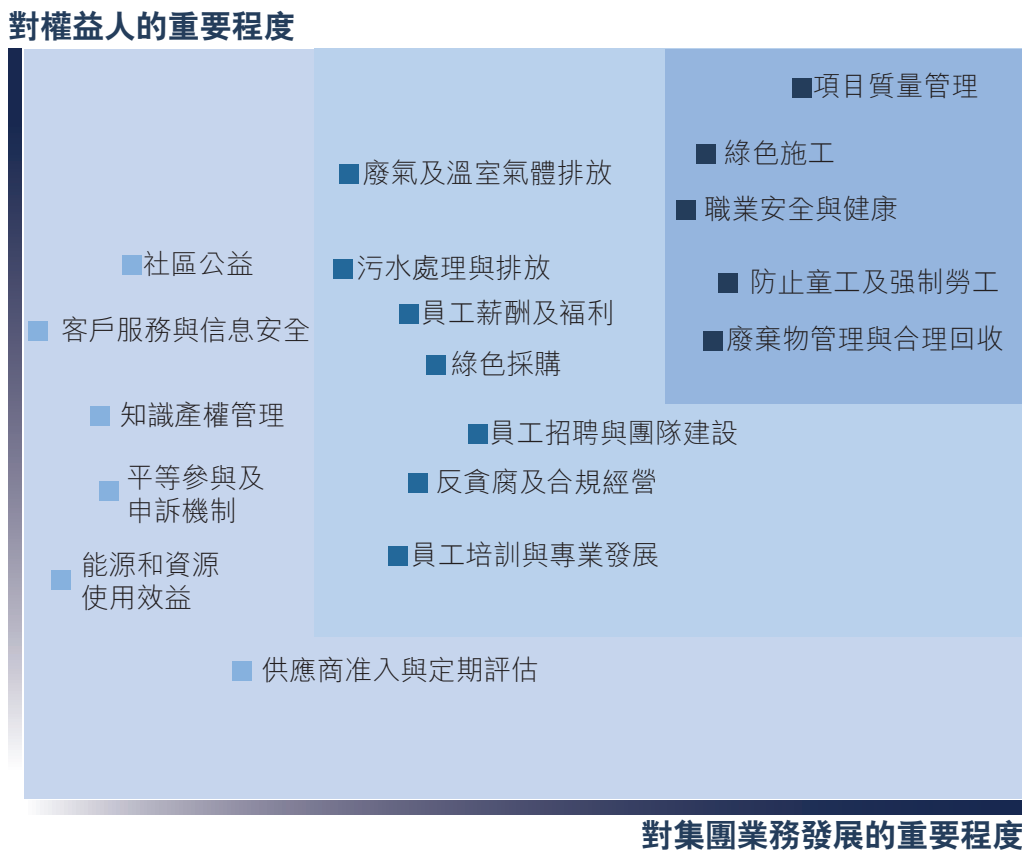 對權益人的重要程度
項目質量管理
綠色施工
廢氣及溫室氣體排放
職業安全與健康
社區公益
污水處理與排放
防止童工及强制勞工
員工薪酬及福利
客戶服務與信息安全
廢棄物管理與合理回收
綠色採購
知識產權管理
員工招聘與團隊建設
平等參與及
申訴機制
反貪腐及合規經營
員工培訓與專業發展
能源和資源
使用效益
供應商准入與定期評估
對集團業務發展的重要程度